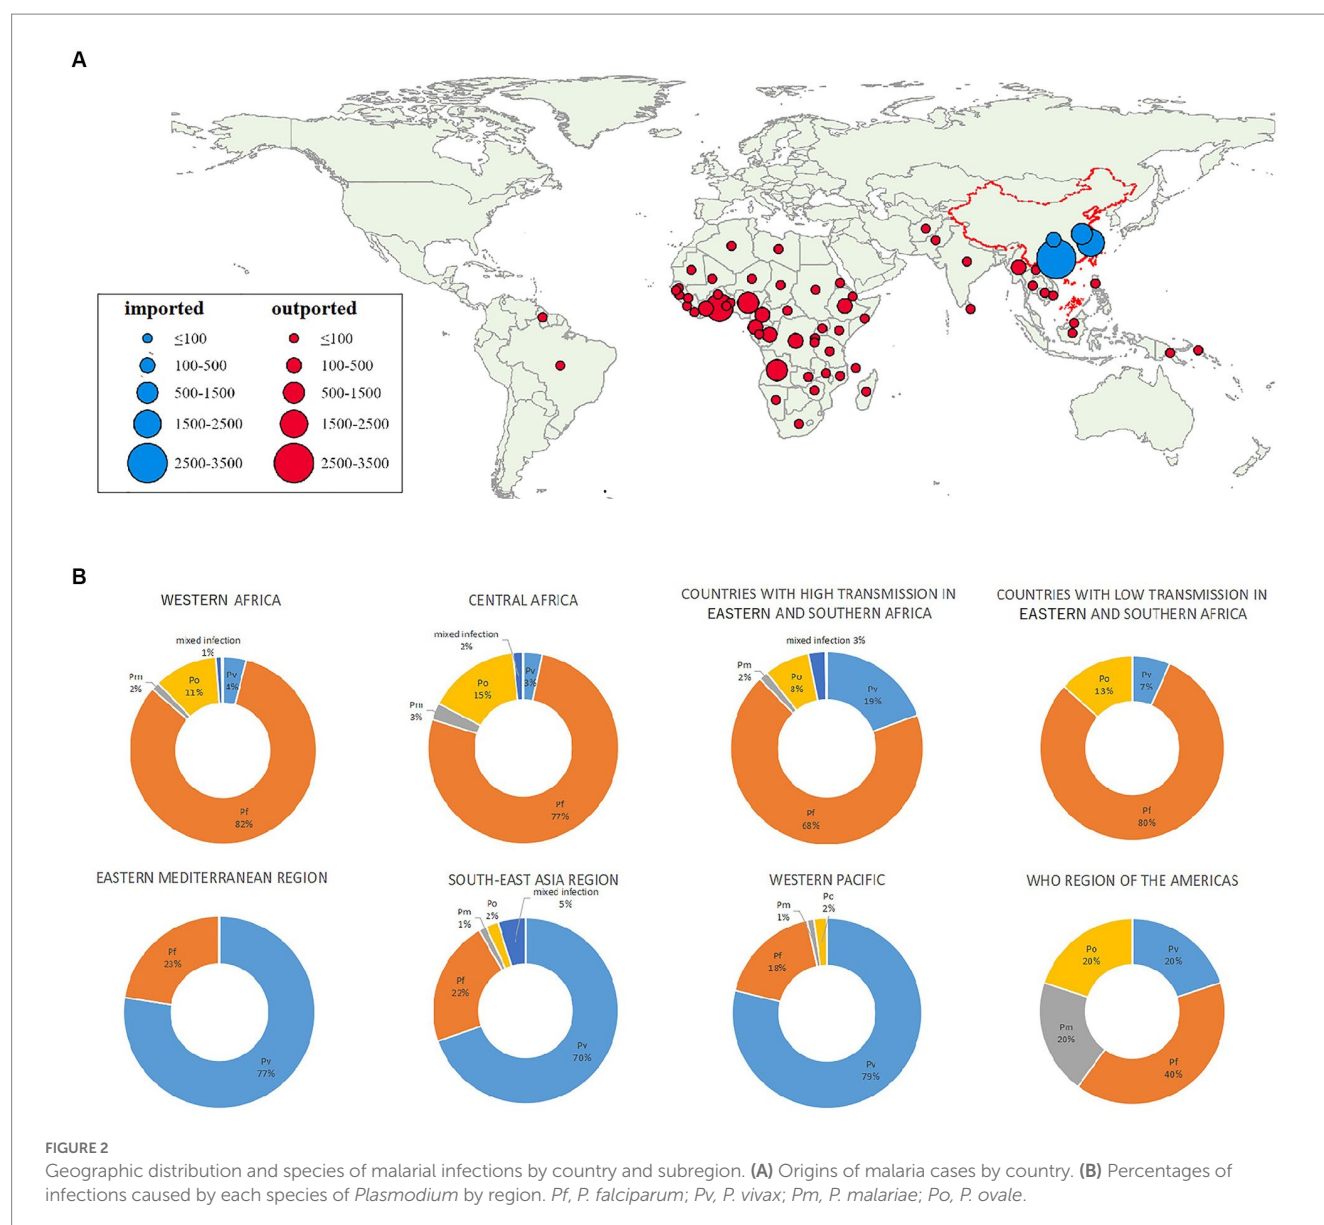 A
imported outported
≤100 ≤100
100-500 100-500
500-1500 500-1500
1500-2500 1500-2500
2500-3500 2500-3500
B
WESTERN AFRICA
mixed infection
1%
Pv
4%
Po
11%
Pm
2%
Pf
82%
CENTRAL AFRICA
mixed infection
2%
Pv
3%
Po
15%
Pm
3%
Pf
77%
COUNTRIES WITH HIGH TRANSMISSION IN
EASTERN AND SOUTHERN AFRICA
mixed infection 3%
Pm
2%
Po
8%
Pv
19%
Pf
68%
COUNTRIES WITH LOW TRANSMISSION IN
EASTERN AND SOUTHERN AFRICA
Po
13%
Pv
7%
Pf
80%
EASTERN MEDITERRANEAN REGION
Pf
23%
Pv
77%
SOUTH-EAST ASIA REGION
mixed infection
5%
Po
2%
Pm
1%
Pf
22%
Pv
70%
WESTERN PACIFIC
Pm
1%
Po
2%
Pf
18%
Pv
79%
WHO REGION OF THE AMERICAS
Po
20%
Pv
20%
Pm
20%
Pf
40%
FIGURE 2
Geographic distribution and species of malarial infections by country and subregion. (A) Origins of malaria cases by country. (B) Percentages of
infections caused by each species of Plasmodium by region. Pf, P. falciparum; Pv, P. vivax; Pm, P. malariae; Po, P. ovale.